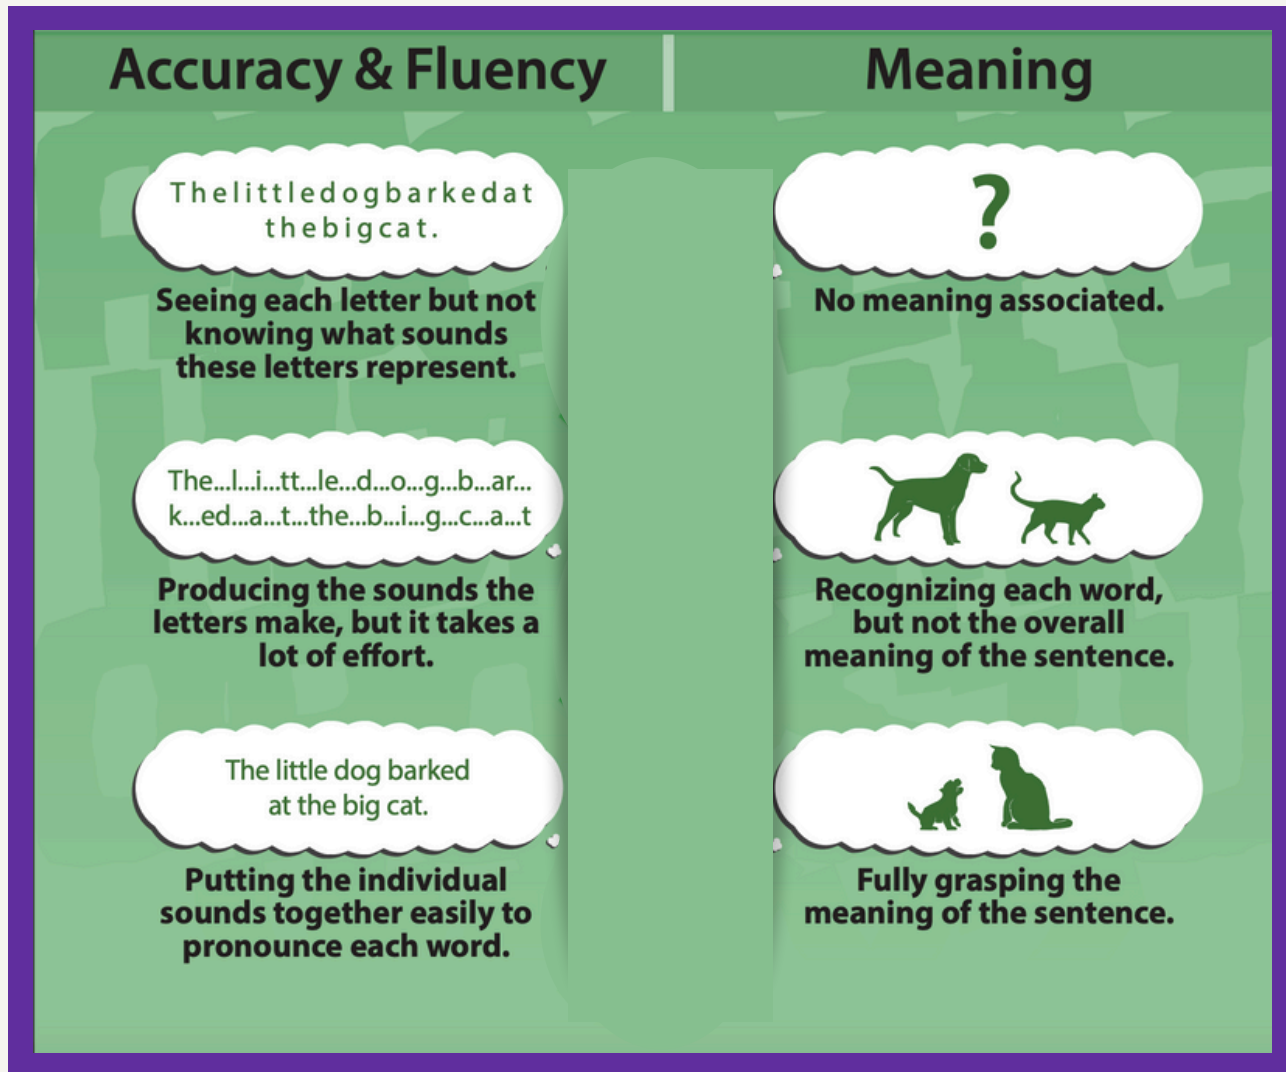 Accuracy & Fluency
Meaning
Thelittledogbarkedat
thebigcat.
Seeing each letter but not
knowing what sounds
these letters represent.
?
No meaning associated.
The...l...i...tt...le...d...o...g...b...ar...
k...ed...a...t...the...b...i...g...c...a...t
Producing the sounds the
letters make, but it takes a
lot of effort.
Recognizing each word,
but not the overall
meaning of the sentence.
The little dog barked
at the big cat.
Putting the individual
sounds together easily to
pronounce each word.
Fully grasping the
meaning of the sentence.